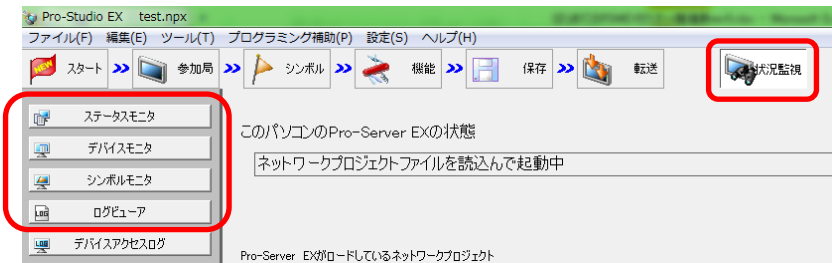 Pro-Studio EX test.npx
ファイル(F) 編集(E) ツール(T) プログラミング補助(P) 設定(S) ヘルプ(H)
NEW スタート 参加局 シンボル 機能 保存 転送 状況監視
ステータスモニタ
デバイスモニタ
シンボルモニタ
LOG ログビューア
デバイスアクセスログ
このパソコンのPro-Server EXの状態
ネットワークプロジェクトファイルを読込んで起動中
Pro-Server EXがロードしているネットワークプロジェクト